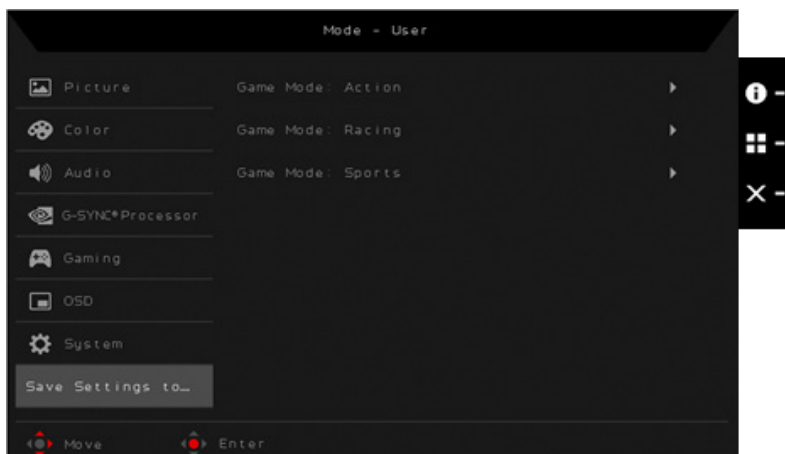 Mode - User
Picture
Game Mode: Action
Color
Game Mode: Racing
Audio
Game Mode: Sports
G-SYNC® Processor
Gaming
OSD
System
Save Settings to…
Move Enter